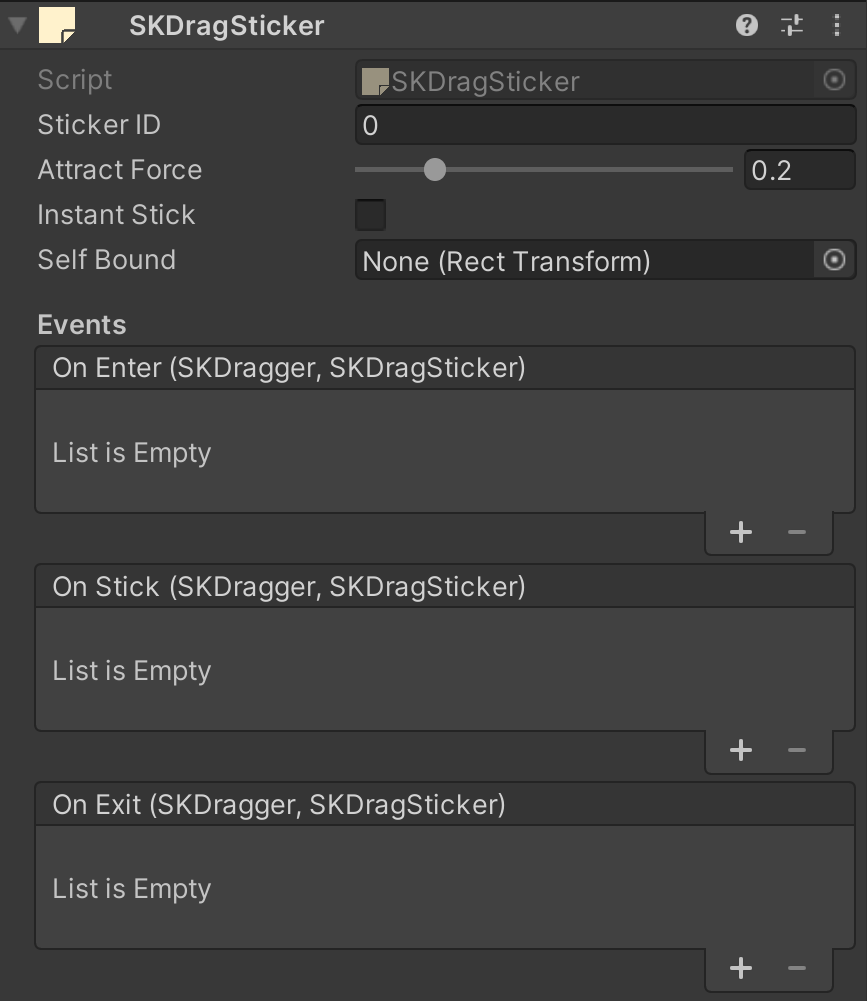 SKDragSticker
Script SKDragSticker
Sticker ID 0
Attract Force 0.2
Instant Stick
Self Bound None (Rect Transform)
Events
On Enter (SKDragger, SKDragSticker)
List is Empty
On Stick (SKDragger, SKDragSticker)
List is Empty
On Exit (SKDragger, SKDragSticker)
List is Empty